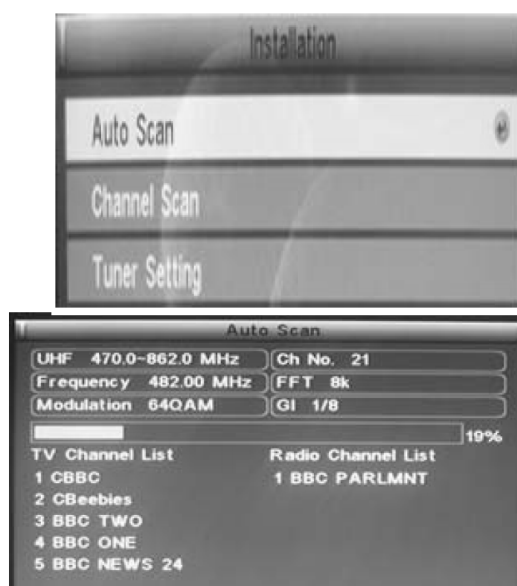 Installation
Auto Scan
Channel Scan
Tuner Setting
Auto Scan
UHF 470.0~862.0 MHz Ch No. 21
Frequency 482.00 MHz FFT 8k
Modulation 64QAM GI 1/8
19%
TV Channel List Radio Channel List
1 CBBC 1 BBC PARLMNT
2 CBeebies
3 BBC TWO
4 BBC ONE
5 BBC NEWS 24